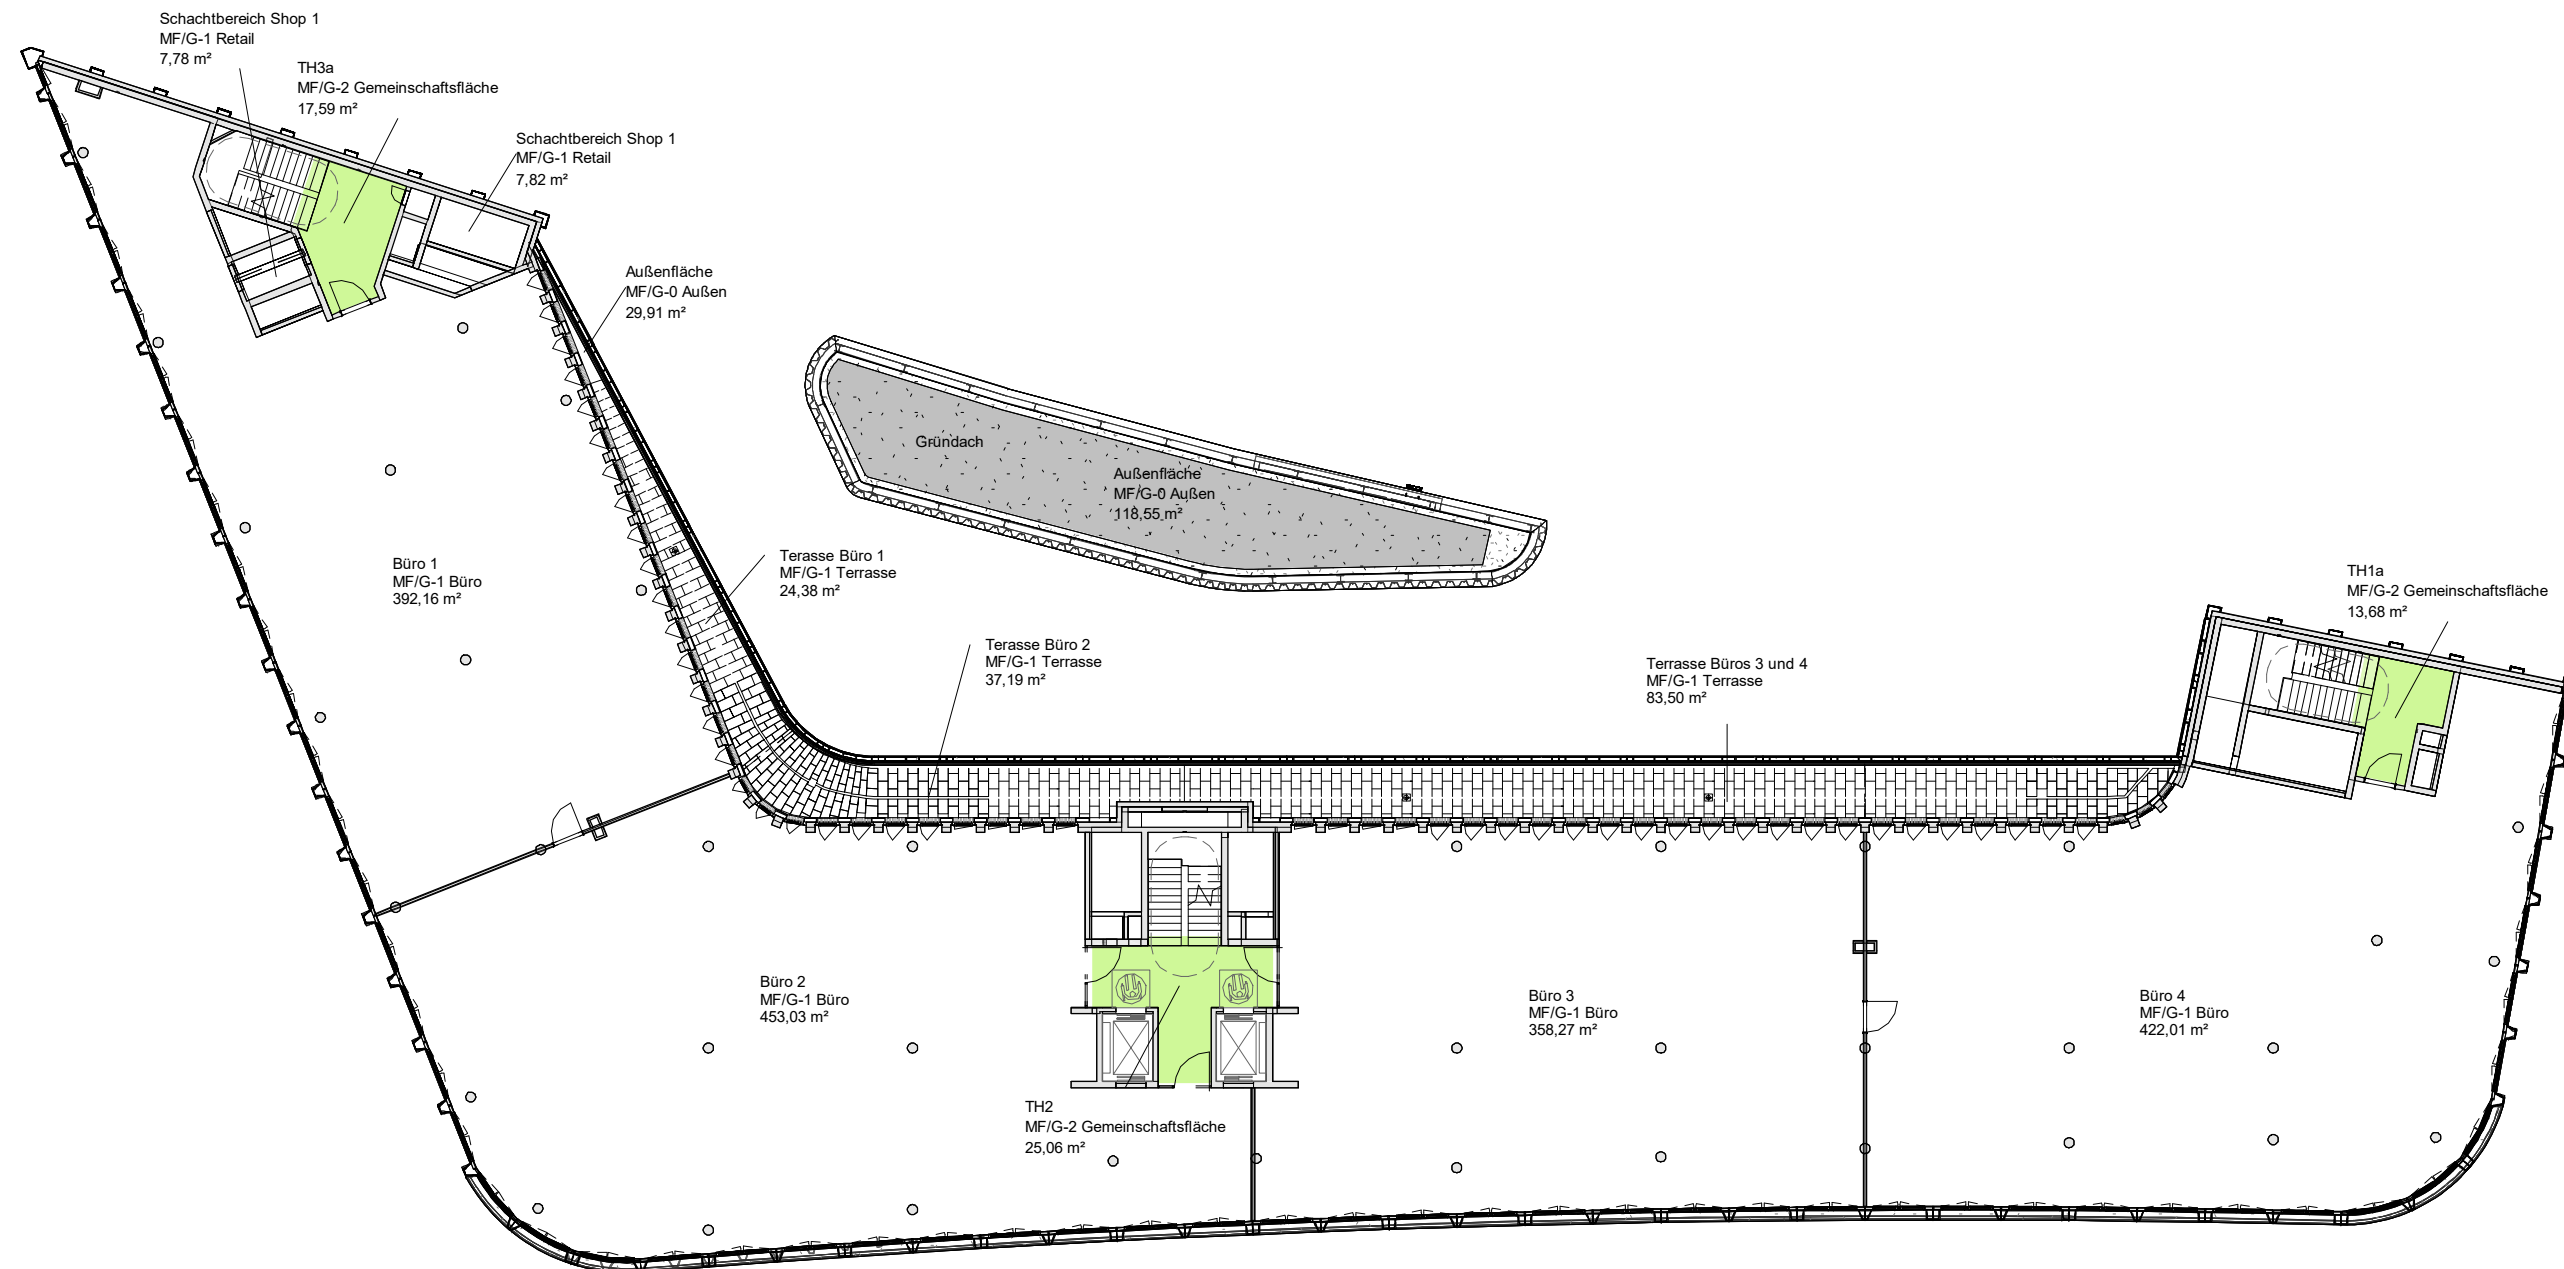 Schachtbereich Shop 1
MF/G-1 Retail
7,78 m²
TH3a
MF/G-2 Gemeinschaftsfläche
17,59 m²
Schachtbereich Shop 1
MF/G-1 Retail
7,82 m²
Außenfläche
MF/G-0 Außen
29,91 m²
Gründach
Außenfläche
MF/G-0 Außen
118,55 m²
Büro 1
MF/G-1 Büro
392,16 m²
Terasse Büro 1
MF/G-1 Terrasse
24,38 m²
Terasse Büro 2
MF/G-1 Terrasse
37,19 m²
Terrasse Büros 3 und 4
MF/G-1 Terrasse
83,50 m²
TH1a
MF/G-2 Gemeinschaftsfläche
13,68 m²
Büro 2
MF/G-1 Büro
453,03 m²
Büro 3
MF/G-1 Büro
358,27 m²
Büro 4
MF/G-1 Büro
422,01 m²
TH2
MF/G-2 Gemeinschaftsfläche
25,06 m²